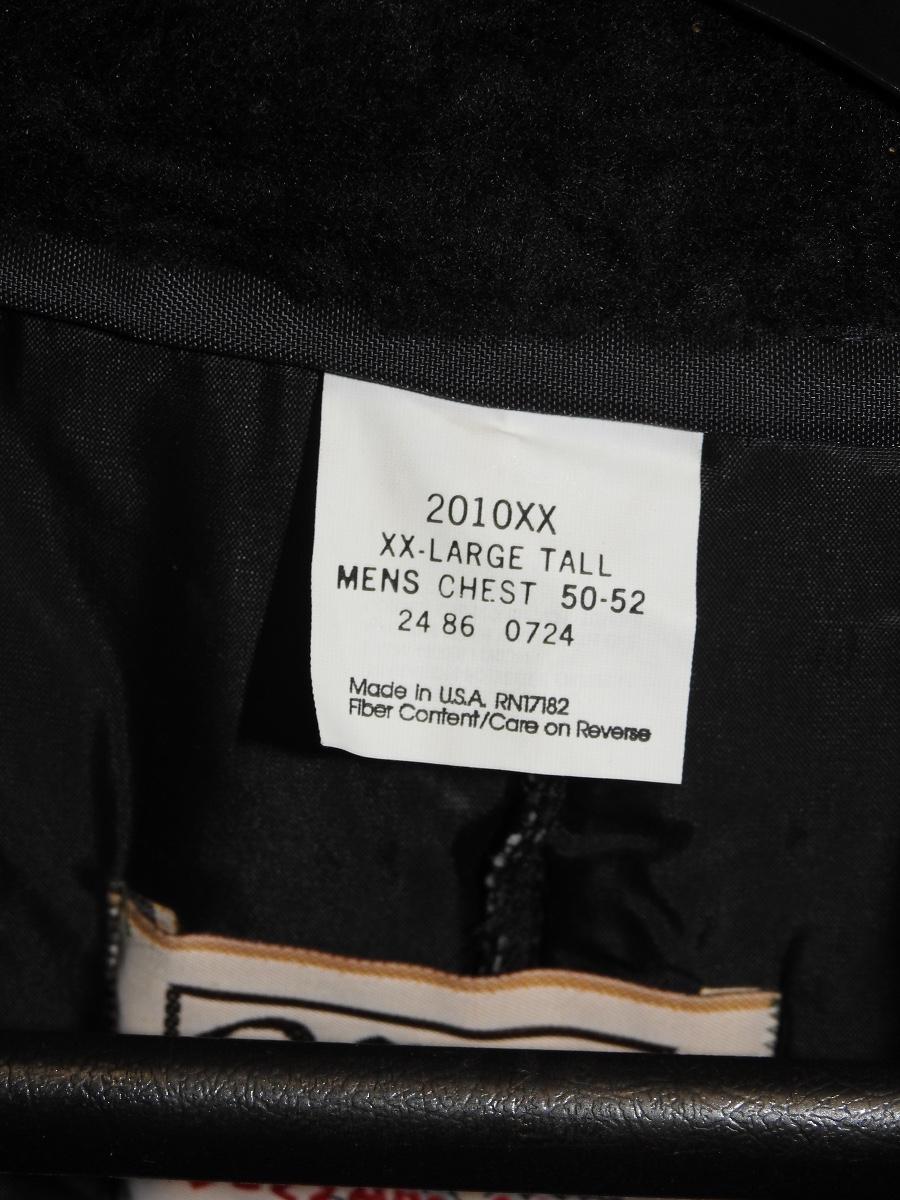 2010XX
XX-LARGE TALL
MENS CHEST 50-52
24 86 0724
Made in U.S.A. RN17182
Fiber Content/Care on Reverse